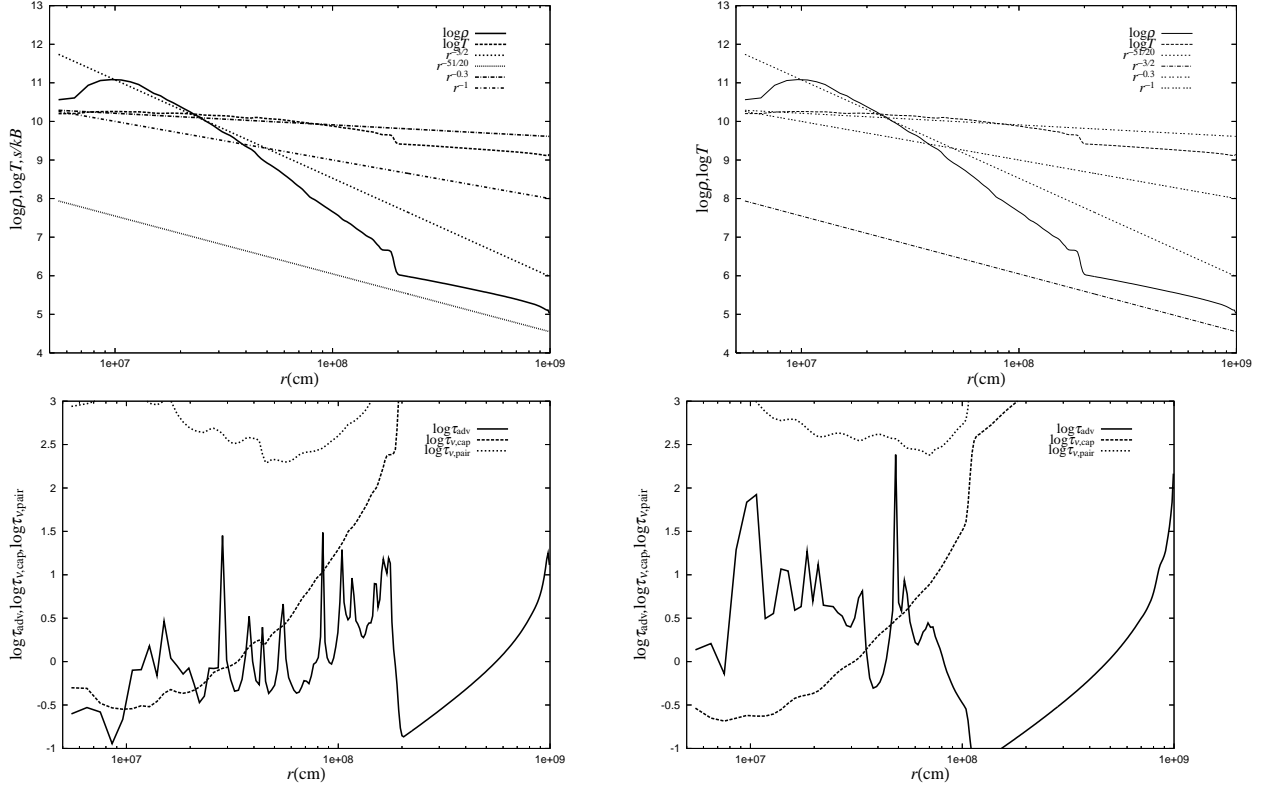 13
12
11
10
9
8
7
6
5
4
logρ,logT,s/kB
1e+07
1e+08
1e+09
r(cm)
logρ
logT
r−3/2
r−51/20
r−0.3
r−1
13
12
11
10
9
8
7
6
5
4
logρ,logT
1e+07
1e+08
1e+09
r(cm)
logρ
logT
r−51/20
r−3/2
r−0.3
r−1
3
2.5
2
1.5
1
0.5
0
-0.5
-1
logτadv,logτν,cap,logτν,pair
1e+07
1e+08
1e+09
r(cm)
logτadv
logτν,cap
logτν,pair
3
2.5
2
1.5
1
0.5
0
-0.5
-1
logτadv,logτν,cap,logτν,pair
1e+07
1e+08
1e+09
r(cm)
logτadv
logτν,cap
logτν,pair